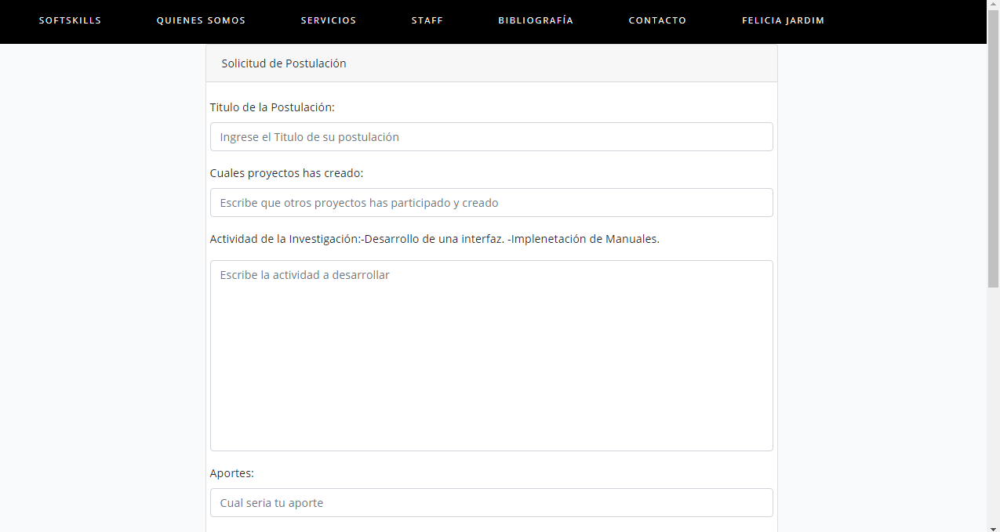 SOFTSKILLS QUIENES SOMOS SERVICIOS STAFF BIBLIOGRAFÍA CONTACTO FELICIA JARDIM
Solicitud de Postulación
Titulo de la Postulación:
Ingrese el Titulo de su postulación
Cuales proyectos has creado:
Escribe que otros proyectos has participado y creado
Actividad de la Investigación:-Desarrollo de una interfaz. -Implenetación de Manuales.
Escribe la actividad a desarrollar
Aportes:
Cual seria tu aporte